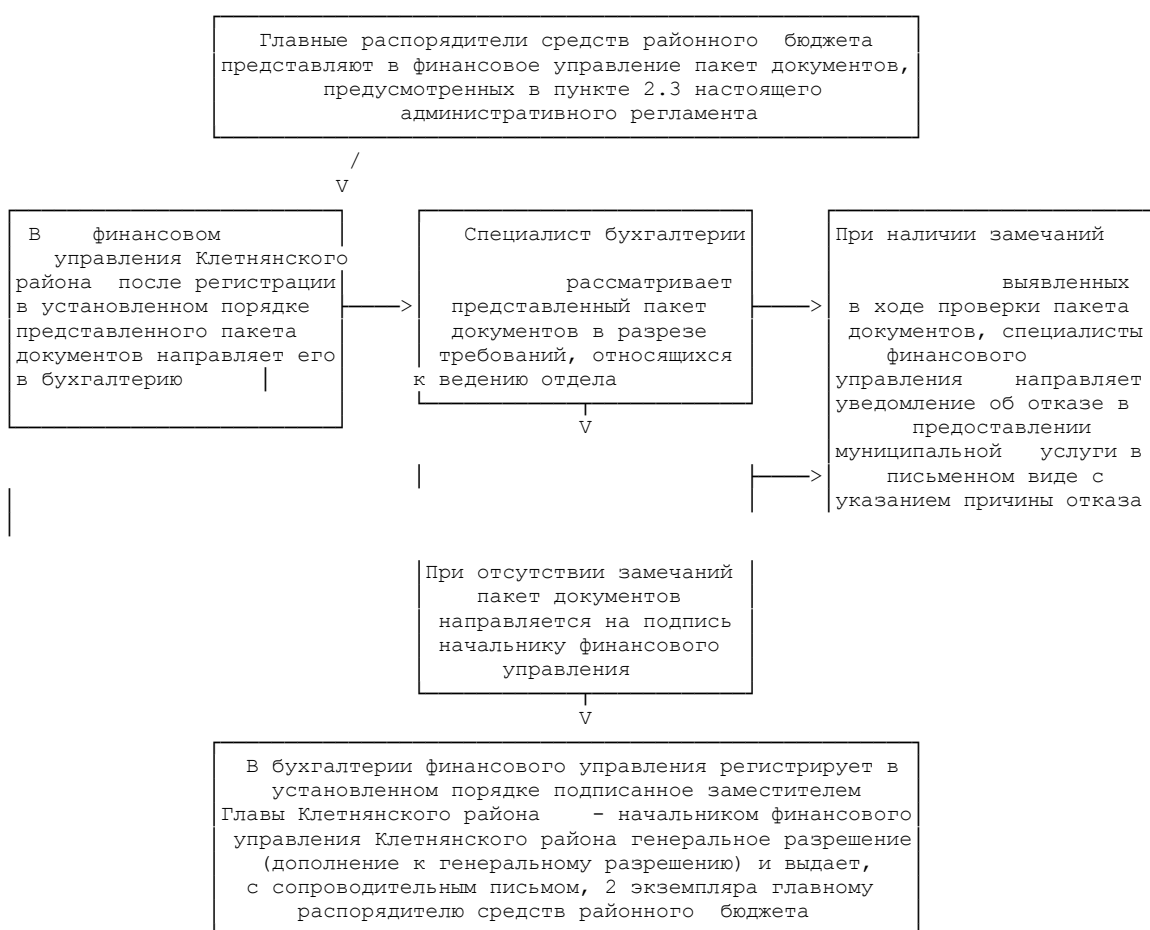 Главные распорядители средств районного бюджета
представляют в финансовое управление пакет документов,
предусмотренных в пункте 2.3 настоящего
административного регламента
/
V
В финансовом
управления Клетнянского
района после регистрации
в установленном порядке
представленного пакета
документов направляет его
в бухгалтерию
Специалист бухгалтерии
рассматривает
представленный пакет
документов в разрезе
требований, относящихся
к ведению отдела
V
При наличии замечаний
выявленных
в ходе проверки пакета
документов, специалисты
финансового
управления направляет
уведомление об отказе в
предоставлении
муниципальной услуги в
письменном виде с
указанием причины отказа
При отсутствии замечаний
пакет документов
направляется на подпись
начальнику финансового
управления
V
В бухгалтерии финансового управления регистрирует в
установленном порядке подписанное заместителем
Главы Клетнянского района - начальником финансового
управления Клетнянского района генеральное разрешение
(дополнение к генеральному разрешению) и выдает,
с сопроводительным письмом, 2 экземпляра главному
распорядителю средств районного бюджета